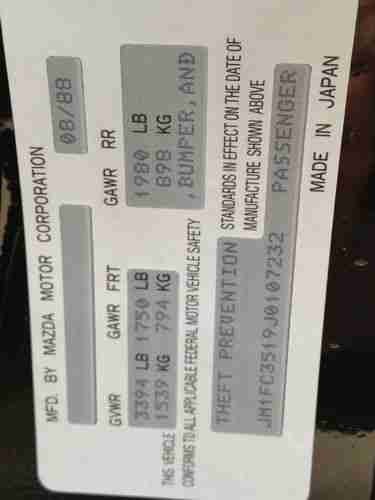 MFD. BY MAZDA MOTOR CORPORATION
08/88
GVWR GAWR FRT GAWR RR
3394 LB 1750 LB 1980 LB
1539 KG 794 KG 898 KG
THIS VEHICLE
CONFORMS TO ALL APPLICABLE FEDERAL MOTOR VEHICLE SAFETY , BUMPER, AND
THEFT PREVENTION STANDARDS IN EFFECT ON THE DATE OF
MANUFACTURE SHOWN ABOVE
JM1FC3519J0107232 PASSENGER
MADE IN JAPAN